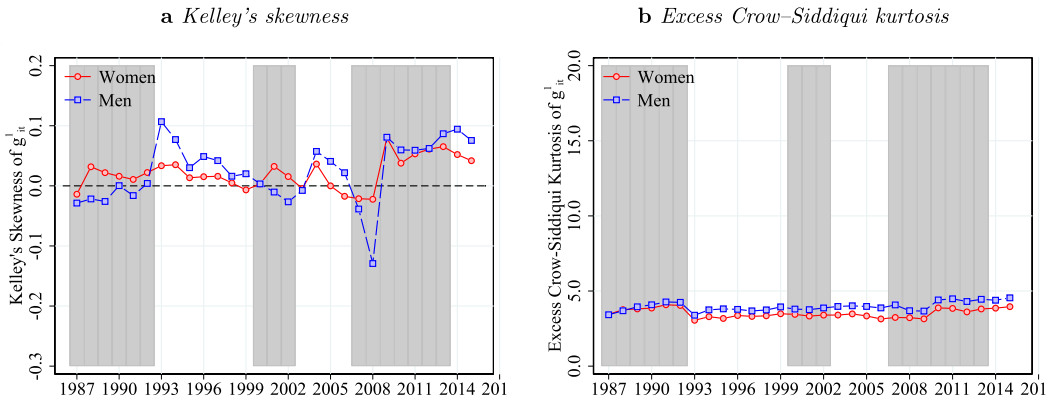 a Kelley's skewness
Kelley's Skewness of g¹ᵢₜ
0.2
0.1
0.0
-0.1
-0.2
-0.3
Women
Men
1987 1990 1993 1996 1999 2002 2005 2008 2011 2014 201
b Excess Crow–Siddiqui kurtosis
Excess Crow-Siddiqui Kurtosis of g¹ᵢₜ
20.0
15.0
10.0
5.0
0.0
Women
Men
1987 1990 1993 1996 1999 2002 2005 2008 2011 2014 201